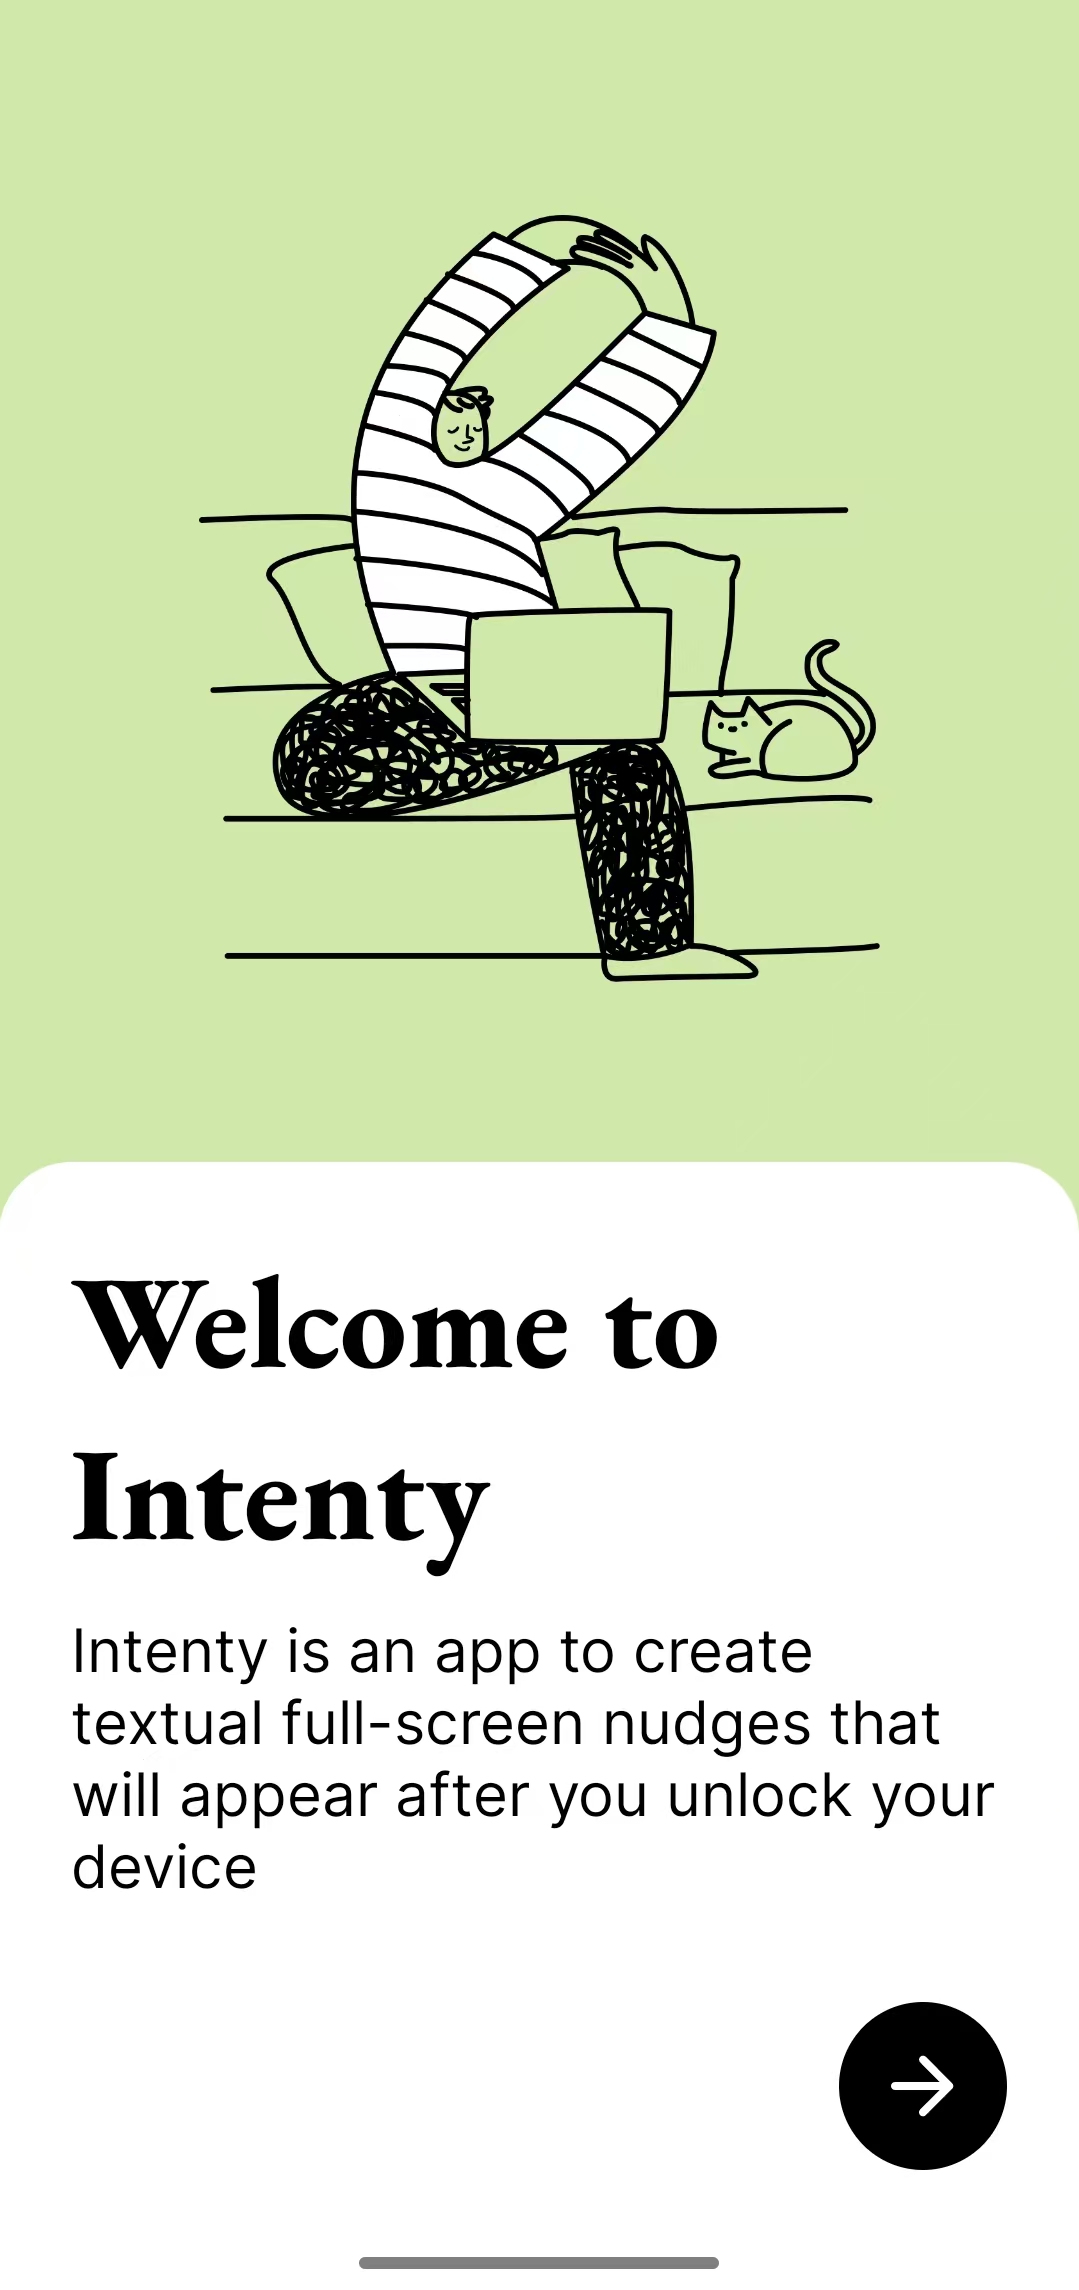 Welcome to
Intenty
Intenty is an app to create
textual full-screen nudges that
will appear after you unlock your
device